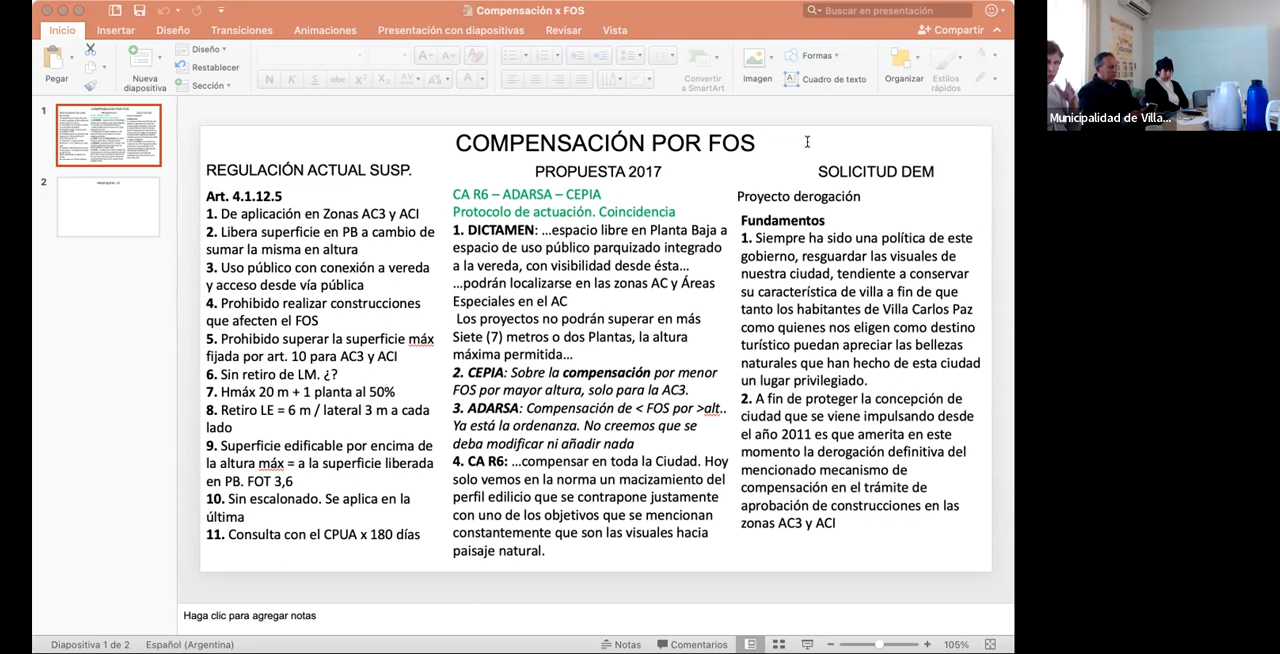 Compensación x FOS
Buscar en presentación
Inicio
Insertar
Diseño
Transiciones
Animaciones
Presentación con diapositivas
Revisar
Vista
Compartir
Pegar
Nueva
diapositiva
Diseño
Restablecer
Sección
N K S abc X² X₂
Convertir
a SmartArt
Imagen
Formas
Cuadro de texto
Organizar
Estilos
rápidos
1
2
COMPENSACIÓN POR FOS
REGULACIÓN ACTUAL SUSP.
Art. 4.1.12.5
1. De aplicación en Zonas AC3 y ACI
2. Libera superficie en PB a cambio de
sumar la misma en altura
3. Uso público con conexión a vereda
y acceso desde vía pública
4. Prohibido realizar construcciones
que afecten el FOS
5. Prohibido superar la superficie máx
fijada por art. 10 para AC3 y ACI
6. Sin retiro de LM. ¿?
7. Hmáx 20 m + 1 planta al 50%
8. Retiro LE = 6 m / lateral 3 m a cada
lado
9. Superficie edificable por encima de
la altura máx = a la superficie liberada
en PB. FOT 3,6
10. Sin escalonado. Se aplica en la
última
11. Consulta con el CPUA x 180 días
PROPUESTA 2017
CA R6 – ADARSA – CEPIA
Protocolo de actuación. Coincidencia
1. DICTAMEN: …espacio libre en Planta Baja a
espacio de uso público parquizado integrado
a la vereda, con visibilidad desde ésta…
…podrán localizarse en las zonas AC y Áreas
Especiales en el AC
Los proyectos no podrán superar en más
Siete (7) metros o dos Plantas, la altura
máxima permitida…
2. CEPIA: Sobre la compensación por menor
FOS por mayor altura, solo para la AC3.
3. ADARSA: Compensación de < FOS por >alt..
Ya está la ordenanza. No creemos que se
deba modificar ni añadir nada
4. CA R6: …compensar en toda la Ciudad. Hoy
solo vemos en la norma un macizamiento del
perfil edilicio que se contrapone justamente
con uno de los objetivos que se mencionan
constantemente que son las visuales hacia
paisaje natural.
SOLICITUD DEM
Proyecto derogación
Fundamentos
1. Siempre ha sido una política de este
gobierno, resguardar las visuales de
nuestra ciudad, tendiente a conservar
su característica de villa a fin de que
tanto los habitantes de Villa Carlos Paz
como quienes nos eligen como destino
turístico puedan apreciar las bellezas
naturales que han hecho de esta ciudad
un lugar privilegiado.
2. A fin de proteger la concepción de
ciudad que se viene impulsando desde
el año 2011 es que amerita en este
momento la derogación definitiva del
mencionado mecanismo de
compensación en el trámite de
aprobación de construcciones en las
zonas AC3 y ACI
Haga clic para agregar notas
Diapositiva 1 de 2
Español (Argentina)
Notas
Comentarios
105%
Municipalidad de Villa...